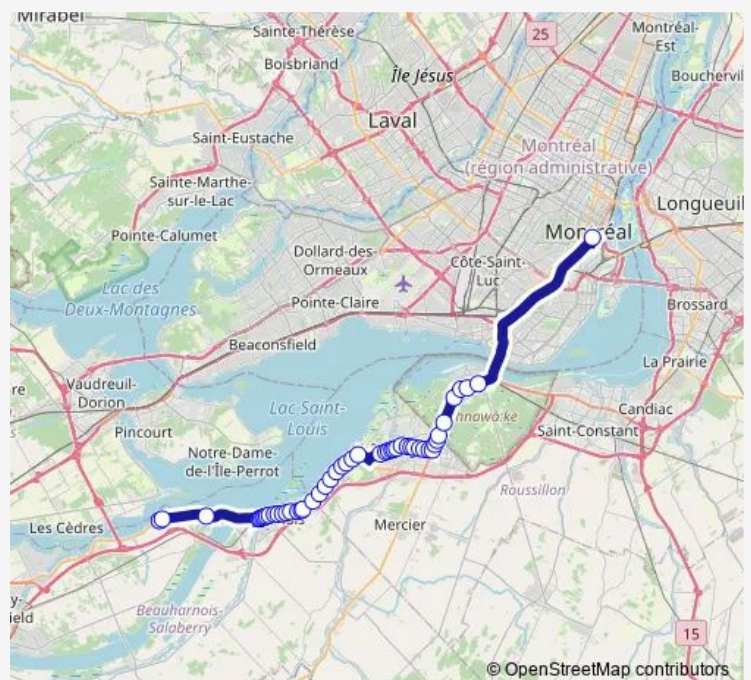 Mirabel
Sainte-Thérèse
Montréal-
Est
25
Boisbriand
Île Jésus
Bouchervil
Laval
Saint-Eustache
Montréal
(région administrative)
Sainte-Marthe-
sur-le-Lac
Longueuil
Pointe-Calumet
Montréal
Dollard-des-
Ormeaux
Côte-Saint-
Luc
Lac des
Deux-Montagnes
Pointe-Claire
Brossard
Beaconsfield
La Prairie
Vaudreuil-
Dorion
Lac Saint-
Louis
nnawá:ke
Candiac
Pincourt
Saint-Constant
Notre-Dame-
de-l'Île-Perrot
Roussillon
Les Cèdres
Mercier
Beauharnois-
Salaberry
15
© OpenStreetMap contributors